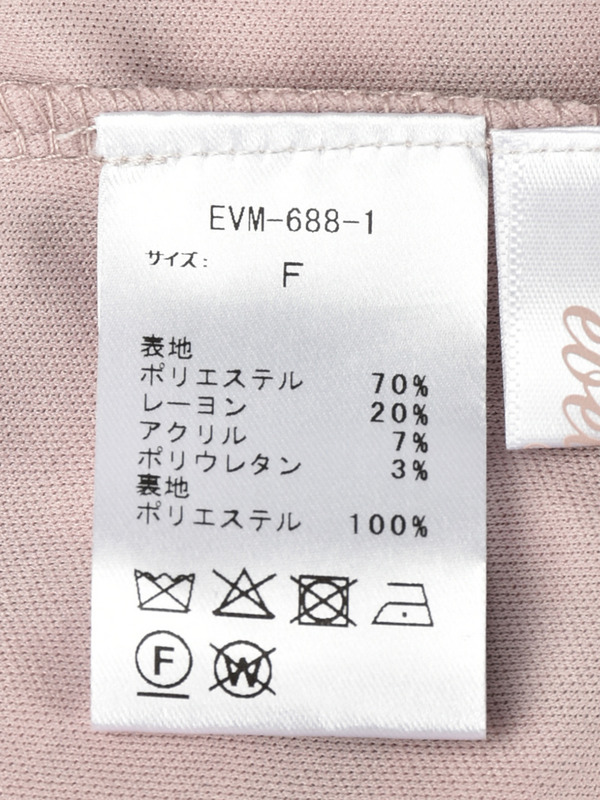 EVM-688-1
サイズ: F
表地
ポリエステル 70%
レーヨン 20%
アクリル 7%
ポリウレタン 3%
裏地
ポリエステル 100%
F W